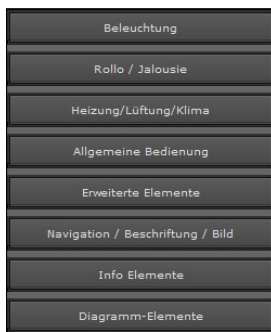 Beleuchtung
Rollo / Jalousie
Heizung/Lüftung/Klima
Allgemeine Bedienung
Erweiterte Elemente
Navigation / Beschriftung / Bild
Info Elemente
Diagramm-Elemente